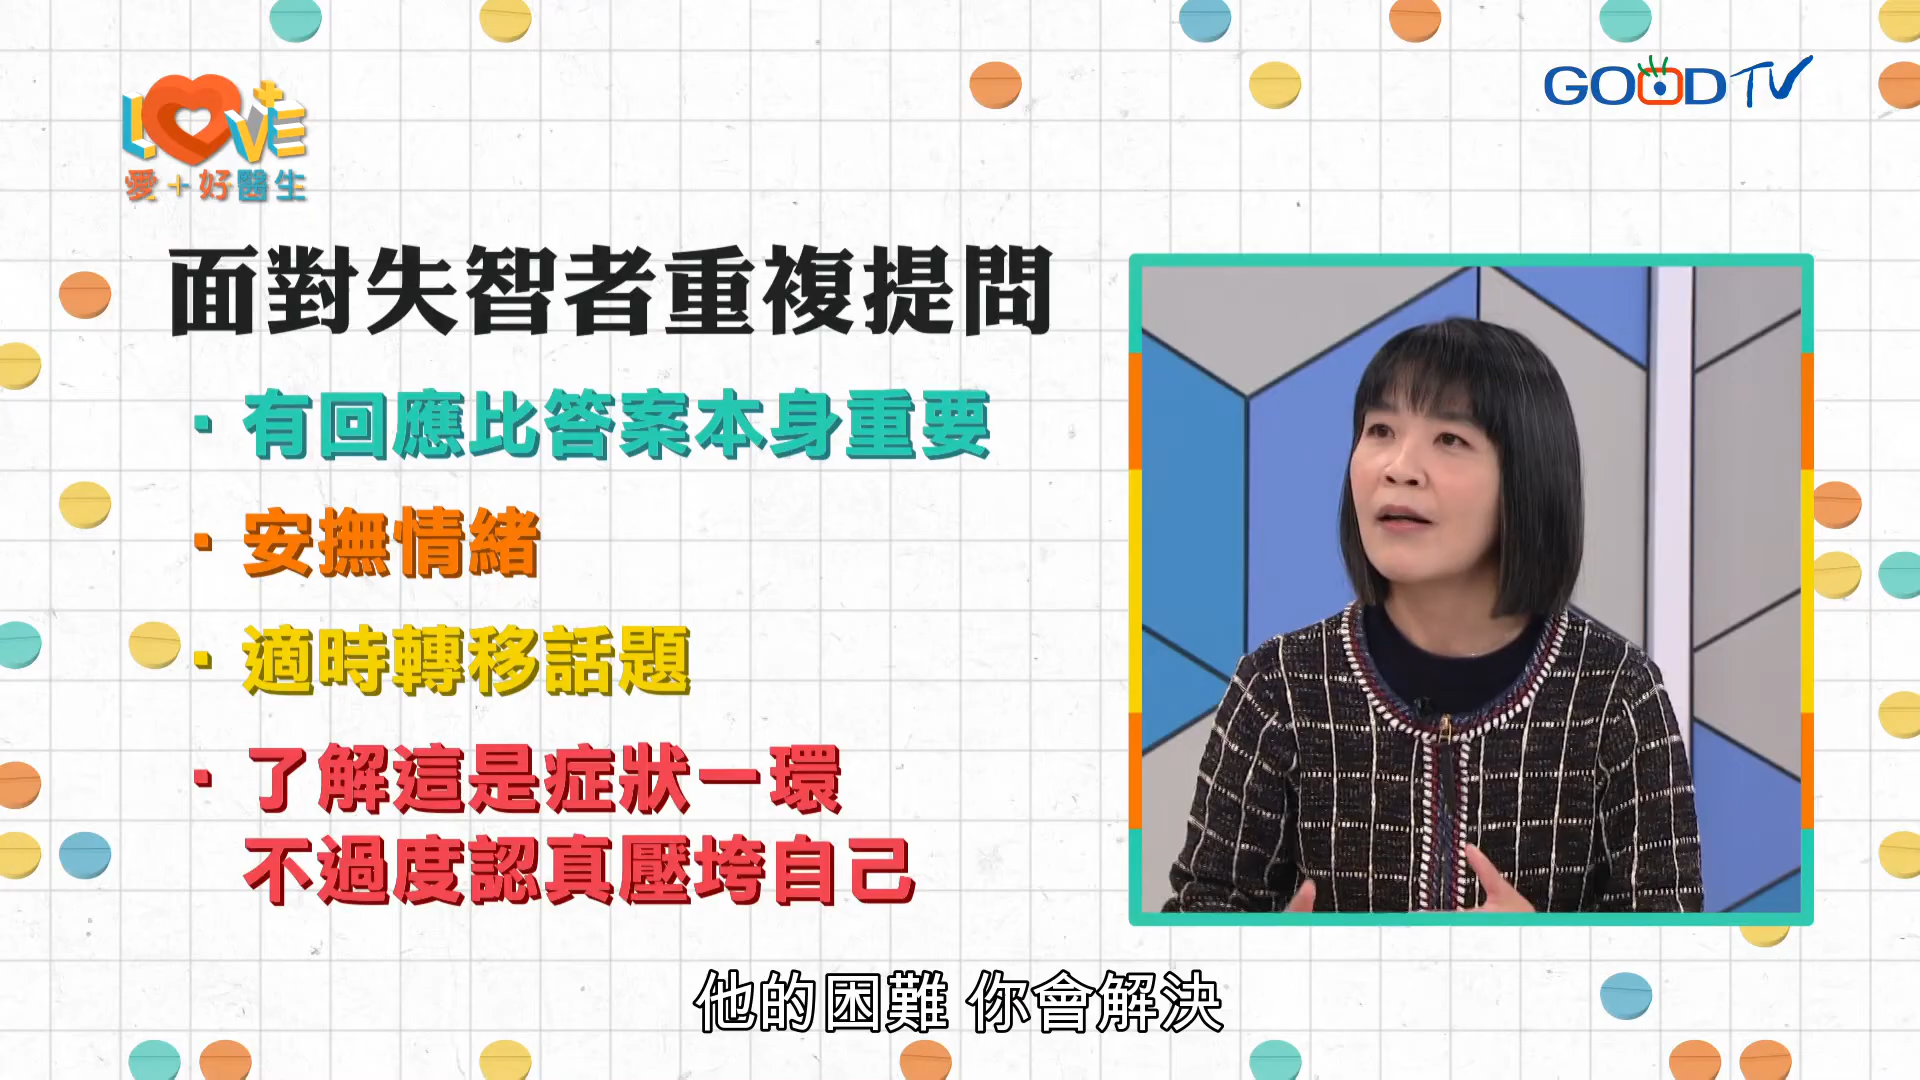 LOVE
愛+好醫生
GOODTV
面對失智者重複提問
·有回應比答案本身重要
·安撫情緒
·適時轉移話題
·了解這是症狀一環
不過度認真壓垮自己
他的困難 你會解決